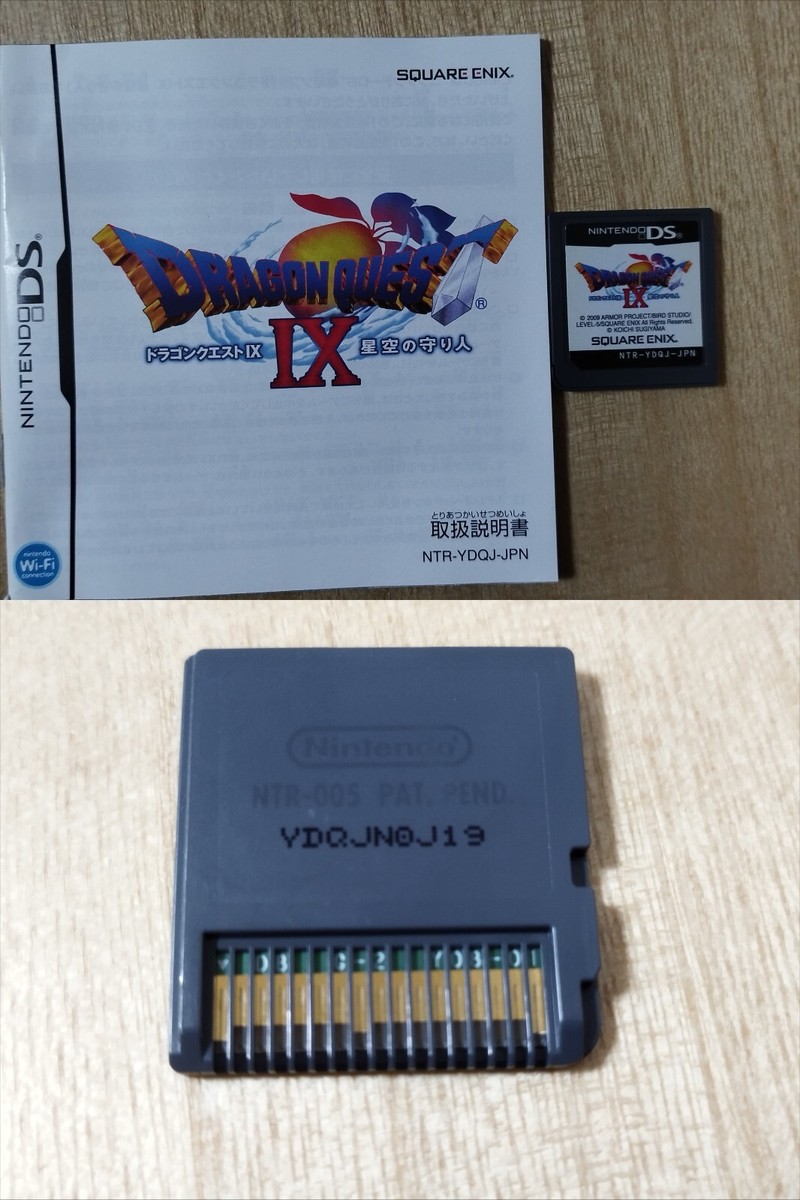 SQUARE ENIX.
NINTENDO DS®
DRAGON QUEST®
ドラゴンクエストIX
IX
星空の守り人
とりあつかいせつめいしょ
取扱説明書
NTR-YDQJ-JPN
nintendo
Wi-Fi
connection
NINTENDO DS®
DRAGON QUEST
IX
© 2009 ARMOR PROJECT/BIRD STUDIO/
LEVEL-5/SQUARE ENIX All Rights Reserved.
© KOICHI SUGIYAMA
SQUARE ENIX.
NTR-YDQJ-JPN
Nintendo®
NTR-005 PAT. PEND.
YDQJN0J19